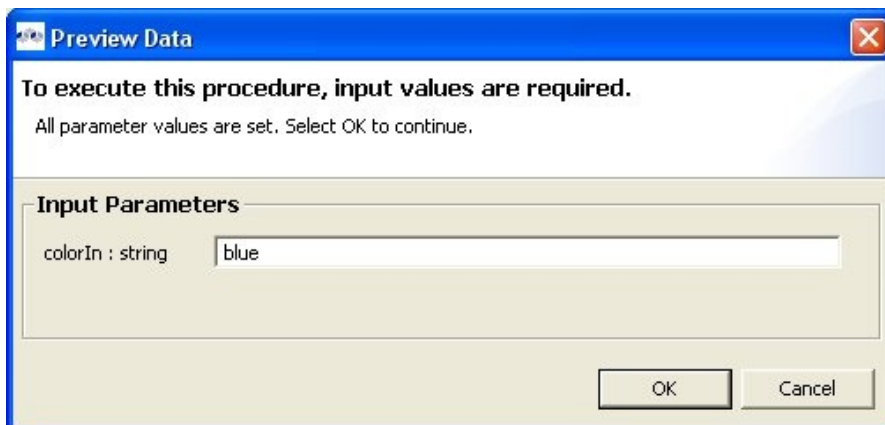 Preview Data
To execute this procedure, input values are required.
All parameter values are set. Select OK to continue.
Input Parameters
colorIn : string blue
OK Cancel